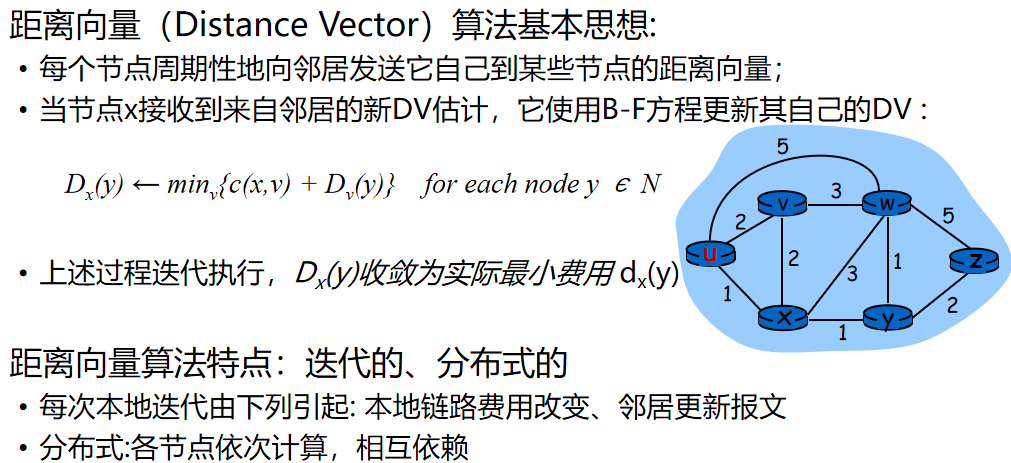 距离向量（Distance Vector）算法基本思想:
• 每个节点周期性地向邻居发送它自己到某些节点的距离向量；
• 当节点x接收到来自邻居的新DV估计，它使用B-F方程更新其自己的DV :
Dx(y) ← minv{c(x,v) + Dv(y)} for each node y ϵ N
• 上述过程迭代执行，Dx(y)收敛为实际最小费用 dx(y)
5
v
3
w
2
5
u
2
3
1
z
1
x
1
y
2
距离向量算法特点：迭代的、分布式的
• 每次本地迭代由下列引起: 本地链路费用改变、邻居更新报文
• 分布式:各节点依次计算，相互依赖